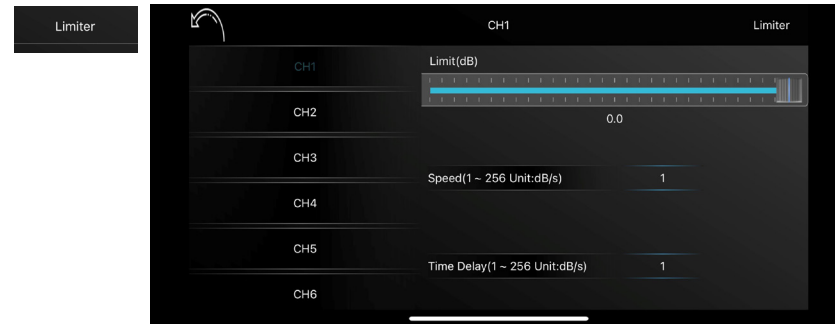 Limiter
CH1
Limiter
CH1
CH2
CH3
CH4
CH5
CH6
Limit(dB)
0.0
Speed(1 ~ 256 Unit:dB/s)
1
Time Delay(1 ~ 256 Unit:dB/s)
1